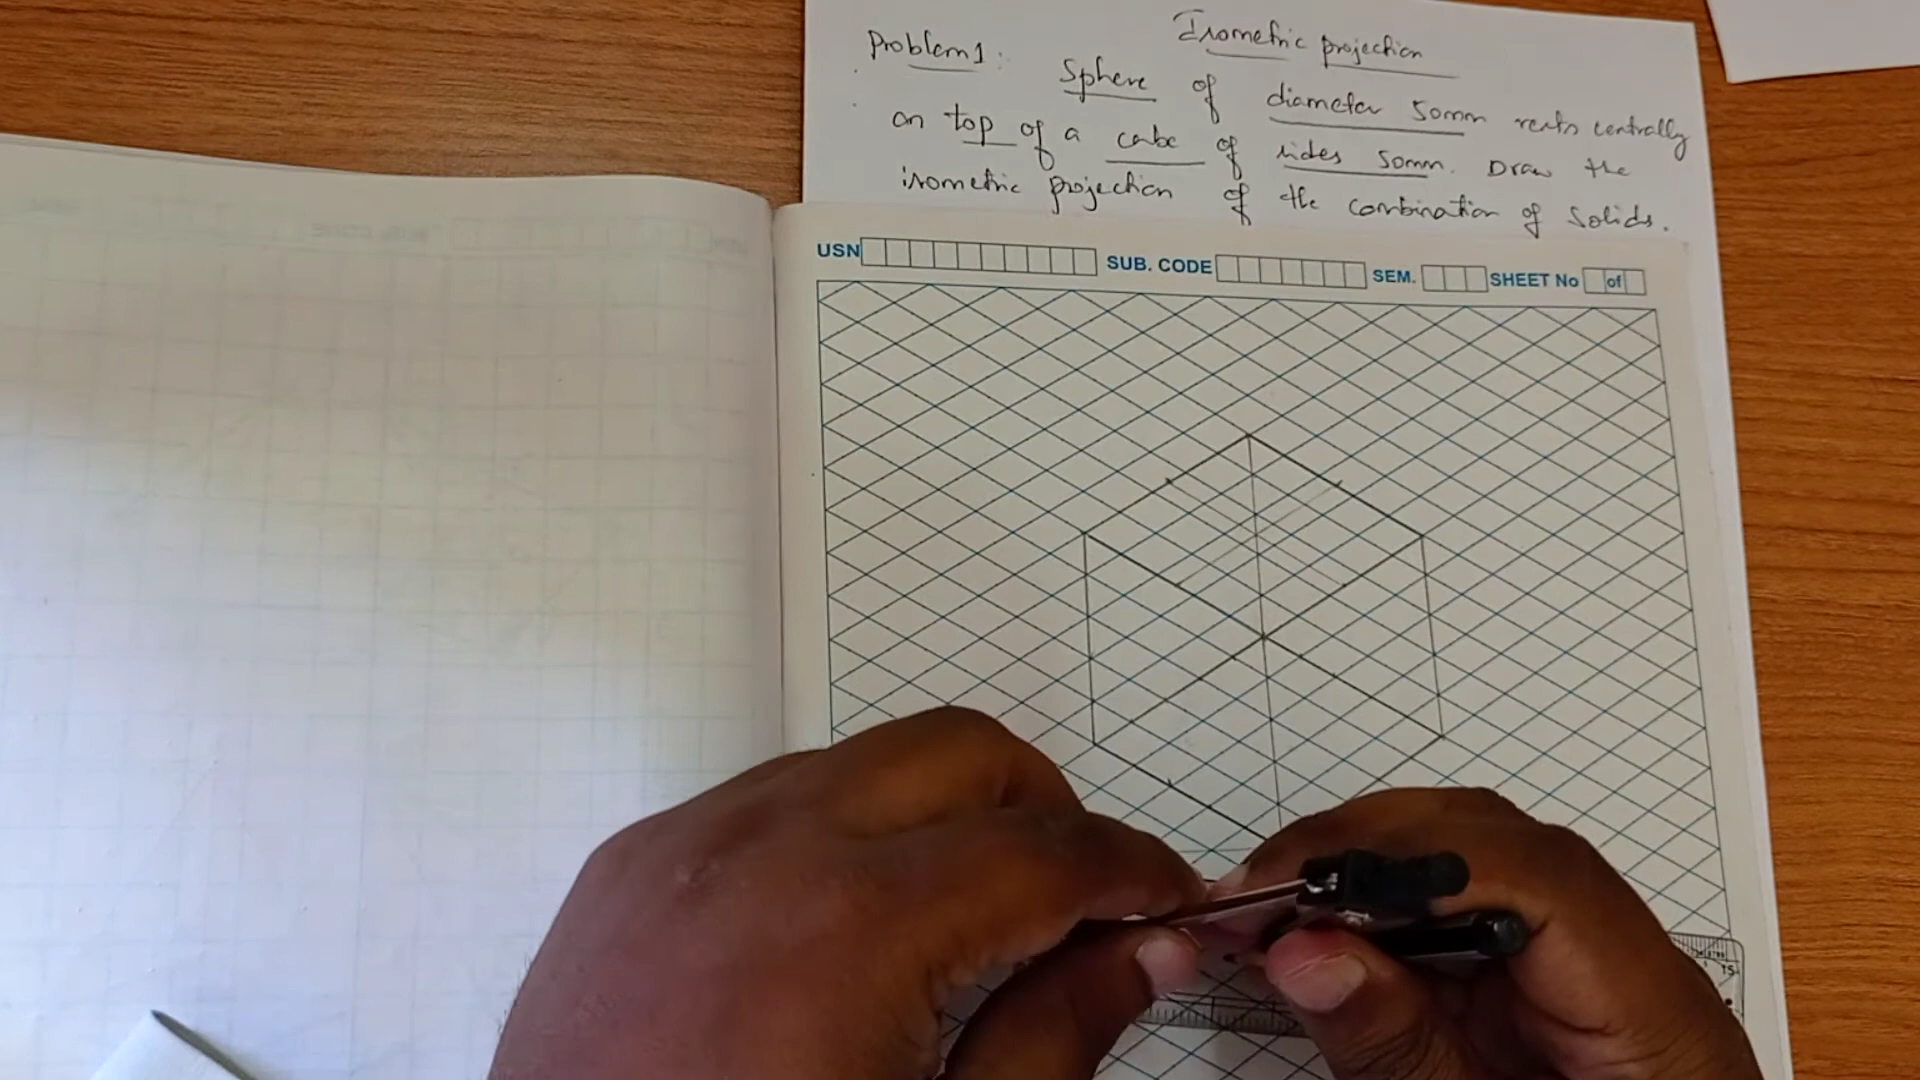 Isometric projection
Problem 1: Sphere of diameter 50mm rests centrally
on top of a cube of sides 50mm. Draw the
isometric projection of the combination of solids.
USN SUB. CODE SEM. SHEET No of
15